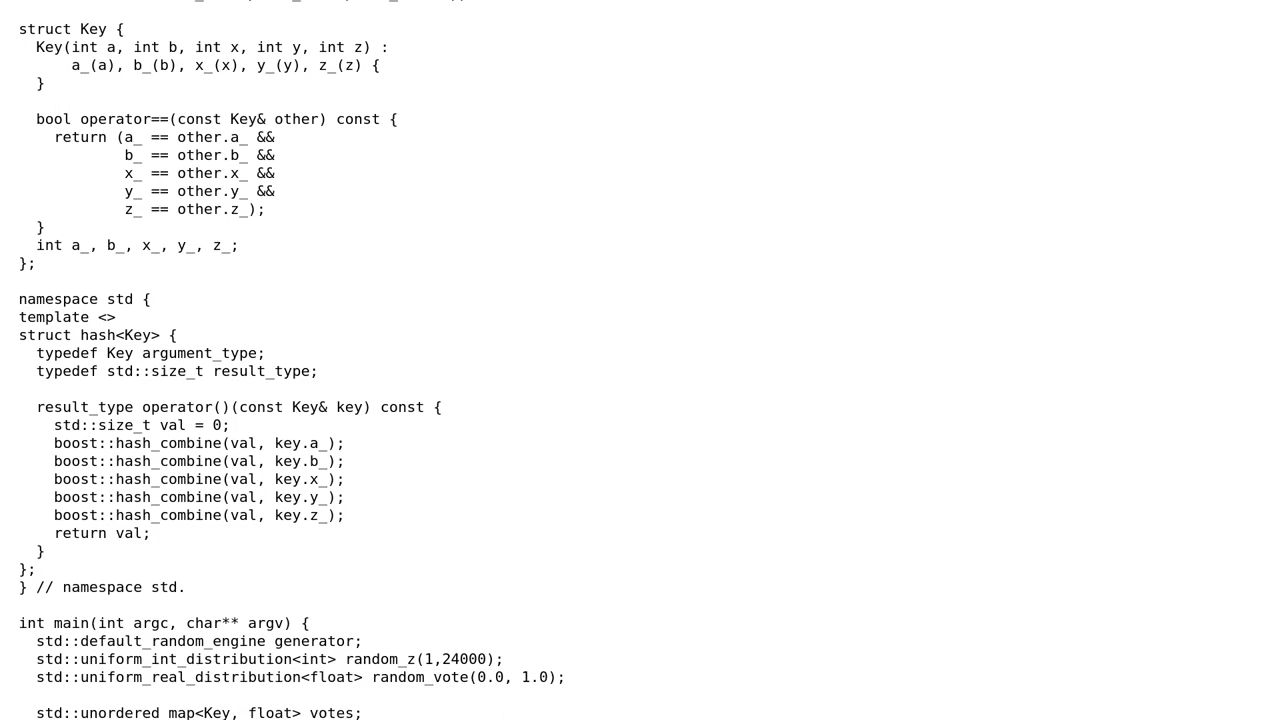 struct Key {
  Key(int a, int b, int x, int y, int z) :
      a_(a), b_(b), x_(x), y_(y), z_(z) {
  }

  bool operator==(const Key& other) const {
    return (a_ == other.a_ &&
            b_ == other.b_ &&
            x_ == other.x_ &&
            y_ == other.y_ &&
            z_ == other.z_);
  }
  int a_, b_, x_, y_, z_;
};

namespace std {
template <>
struct hash<Key> {
  typedef Key argument_type;
  typedef std::size_t result_type;

  result_type operator()(const Key& key) const {
    std::size_t val = 0;
    boost::hash_combine(val, key.a_);
    boost::hash_combine(val, key.b_);
    boost::hash_combine(val, key.x_);
    boost::hash_combine(val, key.y_);
    boost::hash_combine(val, key.z_);
    return val;
  }
};
} // namespace std.

int main(int argc, char** argv) {
  std::default_random_engine generator;
  std::uniform_int_distribution<int> random_z(1,24000);
  std::uniform_real_distribution<float> random_vote(0.0, 1.0);

  std::unordered_map<Key, float> votes;